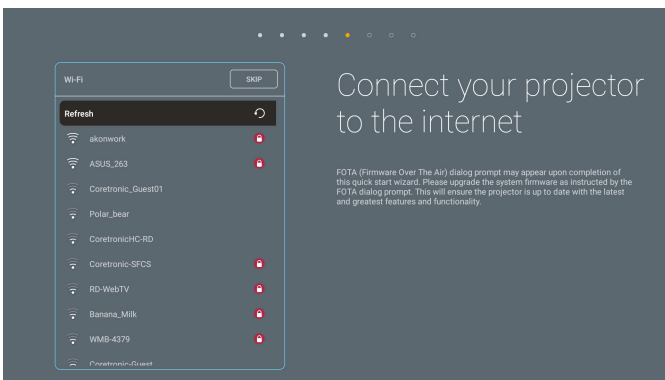 Wi-Fi
SKIP
Refresh
akonwork
ASUS_263
Coretronic_Guest01
Polar_bear
CoretronicHC-RD
Coretronic-SFCS
RD-WebTV
Banana_Milk
WMB-4379
Coretronic-Guest
Connect your projector
to the internet
FOTA (Firmware Over The Air) dialog prompt may appear upon completion of
this quick start wizard. Please upgrade the system firmware as instructed by the
FOTA dialog prompt. This will ensure the projector is up to date with the latest
and greatest features and functionality.